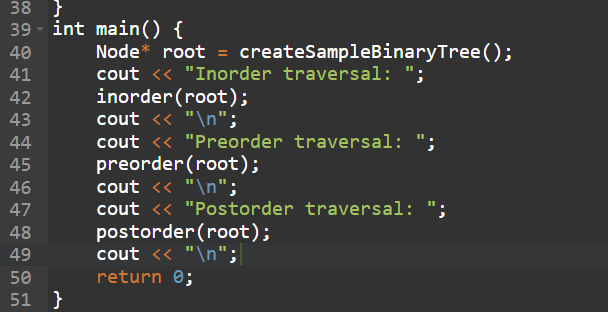 38 }
39 int main() {
40     Node* root = createSampleBinaryTree();
41     cout << "Inorder traversal: ";
42     inorder(root);
43     cout << "\n";
44     cout << "Preorder traversal: ";
45     preorder(root);
46     cout << "\n";
47     cout << "Postorder traversal: ";
48     postorder(root);
49     cout << "\n";
50     return 0;
51 }